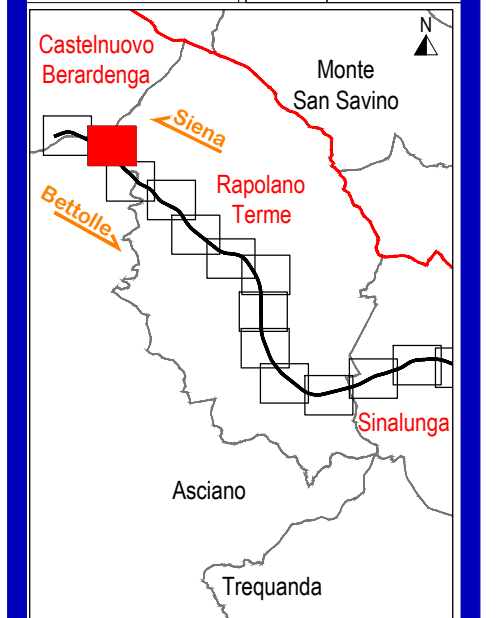 N
Castelnuovo
Berardenga
Monte
San Savino
Siena
Rapolano
Terme
Bettolle
Sinalunga
Asciano
Trequanda